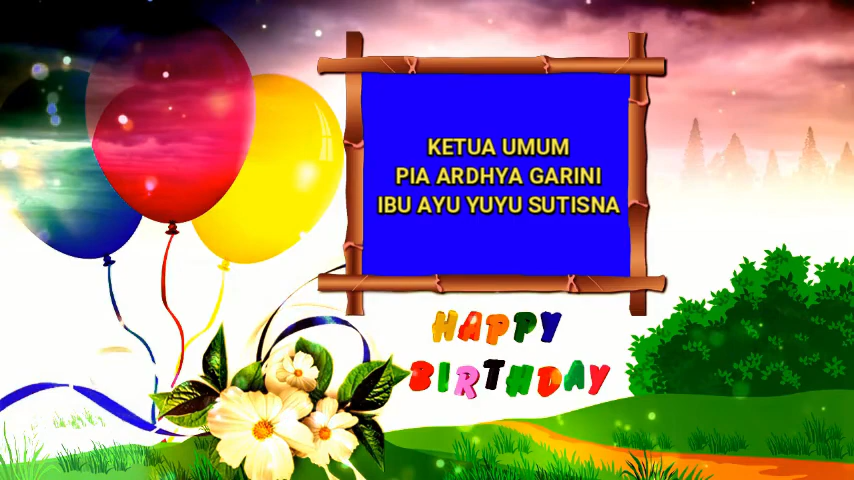 KETUA UMUM
PIA ARDHYA GARINI
IBU AYU YUYU SUTISNA
HAPPY
BIRTHDAY